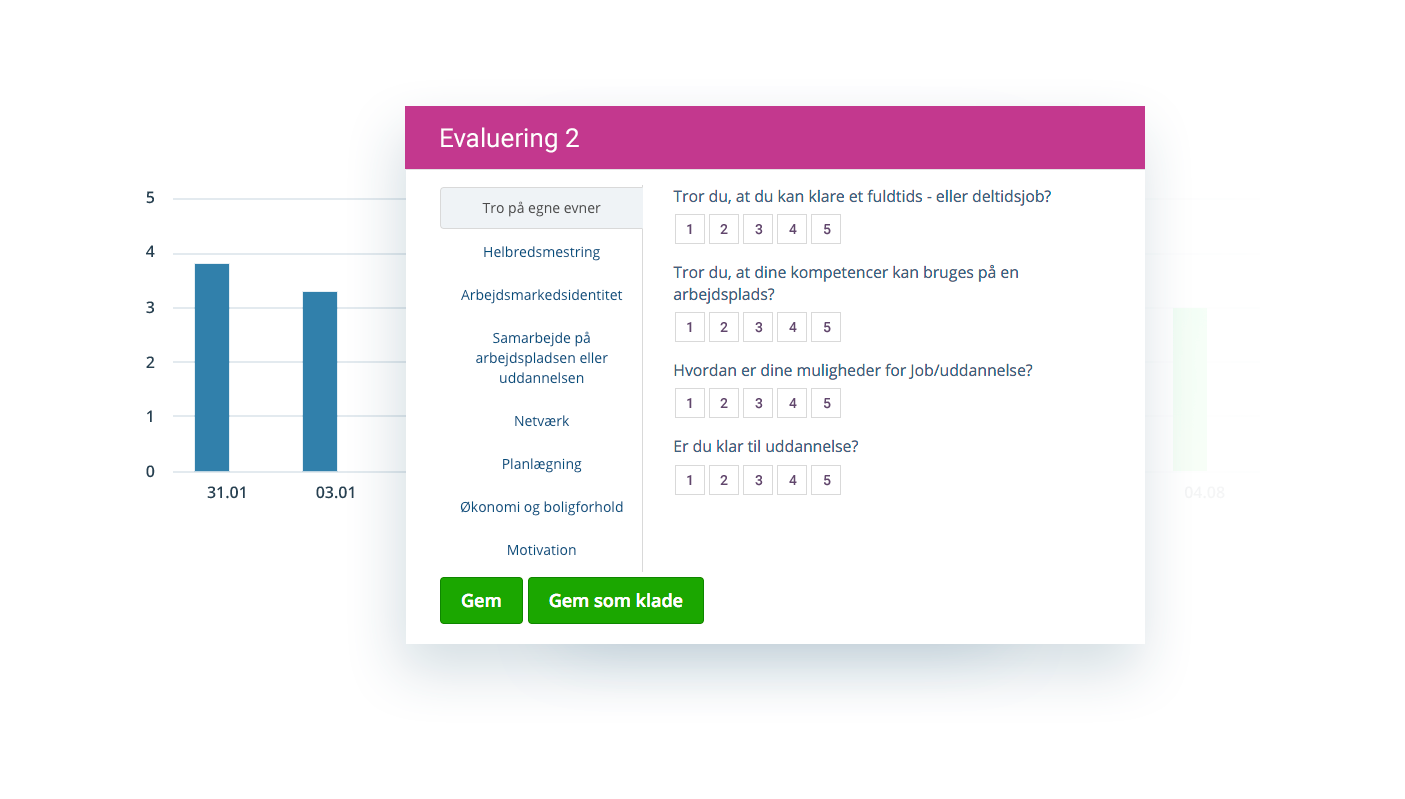 Evaluering 2
5
4
3
2
1
0
31.01
03.01
Tro på egne evner
Helbredsmestring
Arbejdsmarkedsidentitet
Samarbejde på
arbejdspladsen eller
uddannelsen
Netværk
Planlægning
Økonomi og boligforhold
Motivation
Tror du, at du kan klare et fuldtids - eller deltidsjob?
1 2 3 4 5
Tror du, at dine kompetencer kan bruges på en
arbejdsplads?
1 2 3 4 5
Hvordan er dine muligheder for Job/uddannelse?
1 2 3 4 5
Er du klar til uddannelse?
1 2 3 4 5
Gem
Gem som klade
04.08